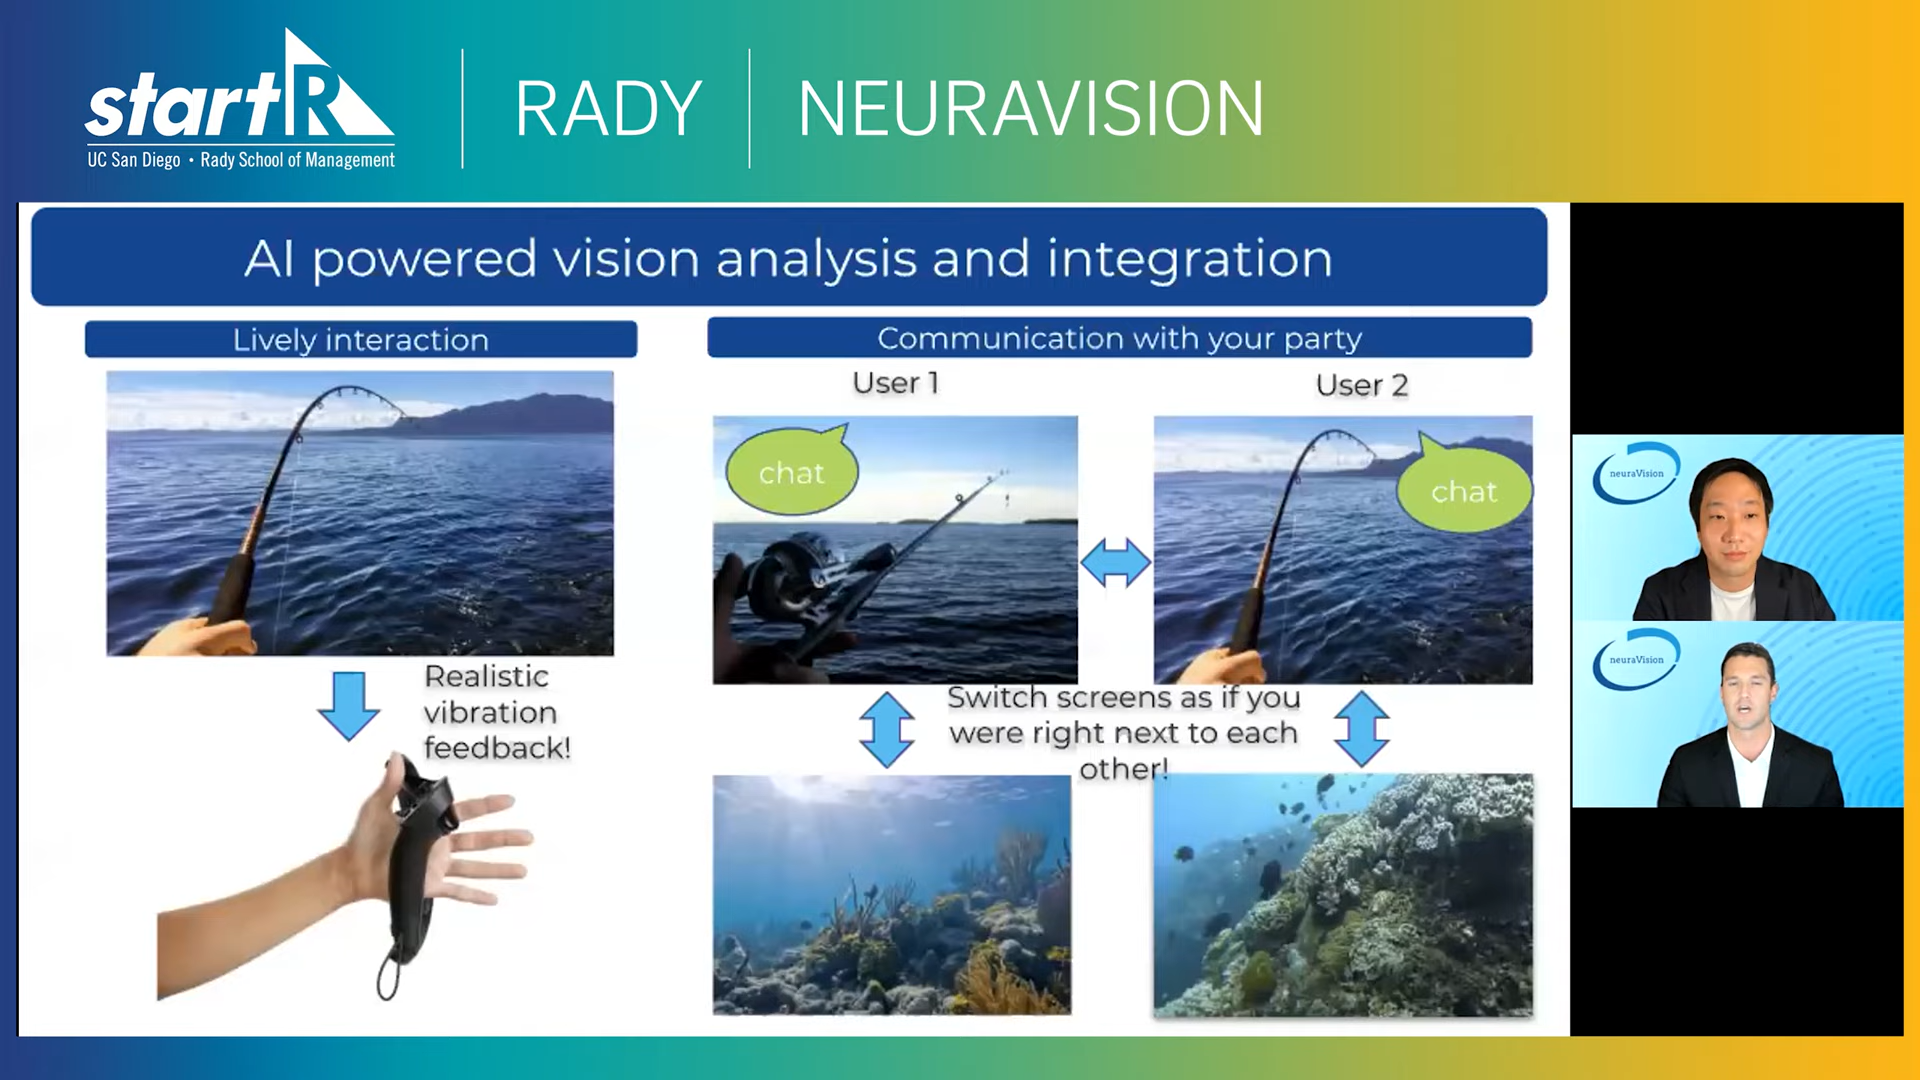 startR
UC San Diego • Rady School of Management
RADY
NEURAVISION
AI powered vision analysis and integration
Lively interaction
Realistic
vibration
feedback!
Communication with your party
User 1
User 2
chat
chat
Switch screens as if you
were right next to each
other!
neuraVision
neuraVision